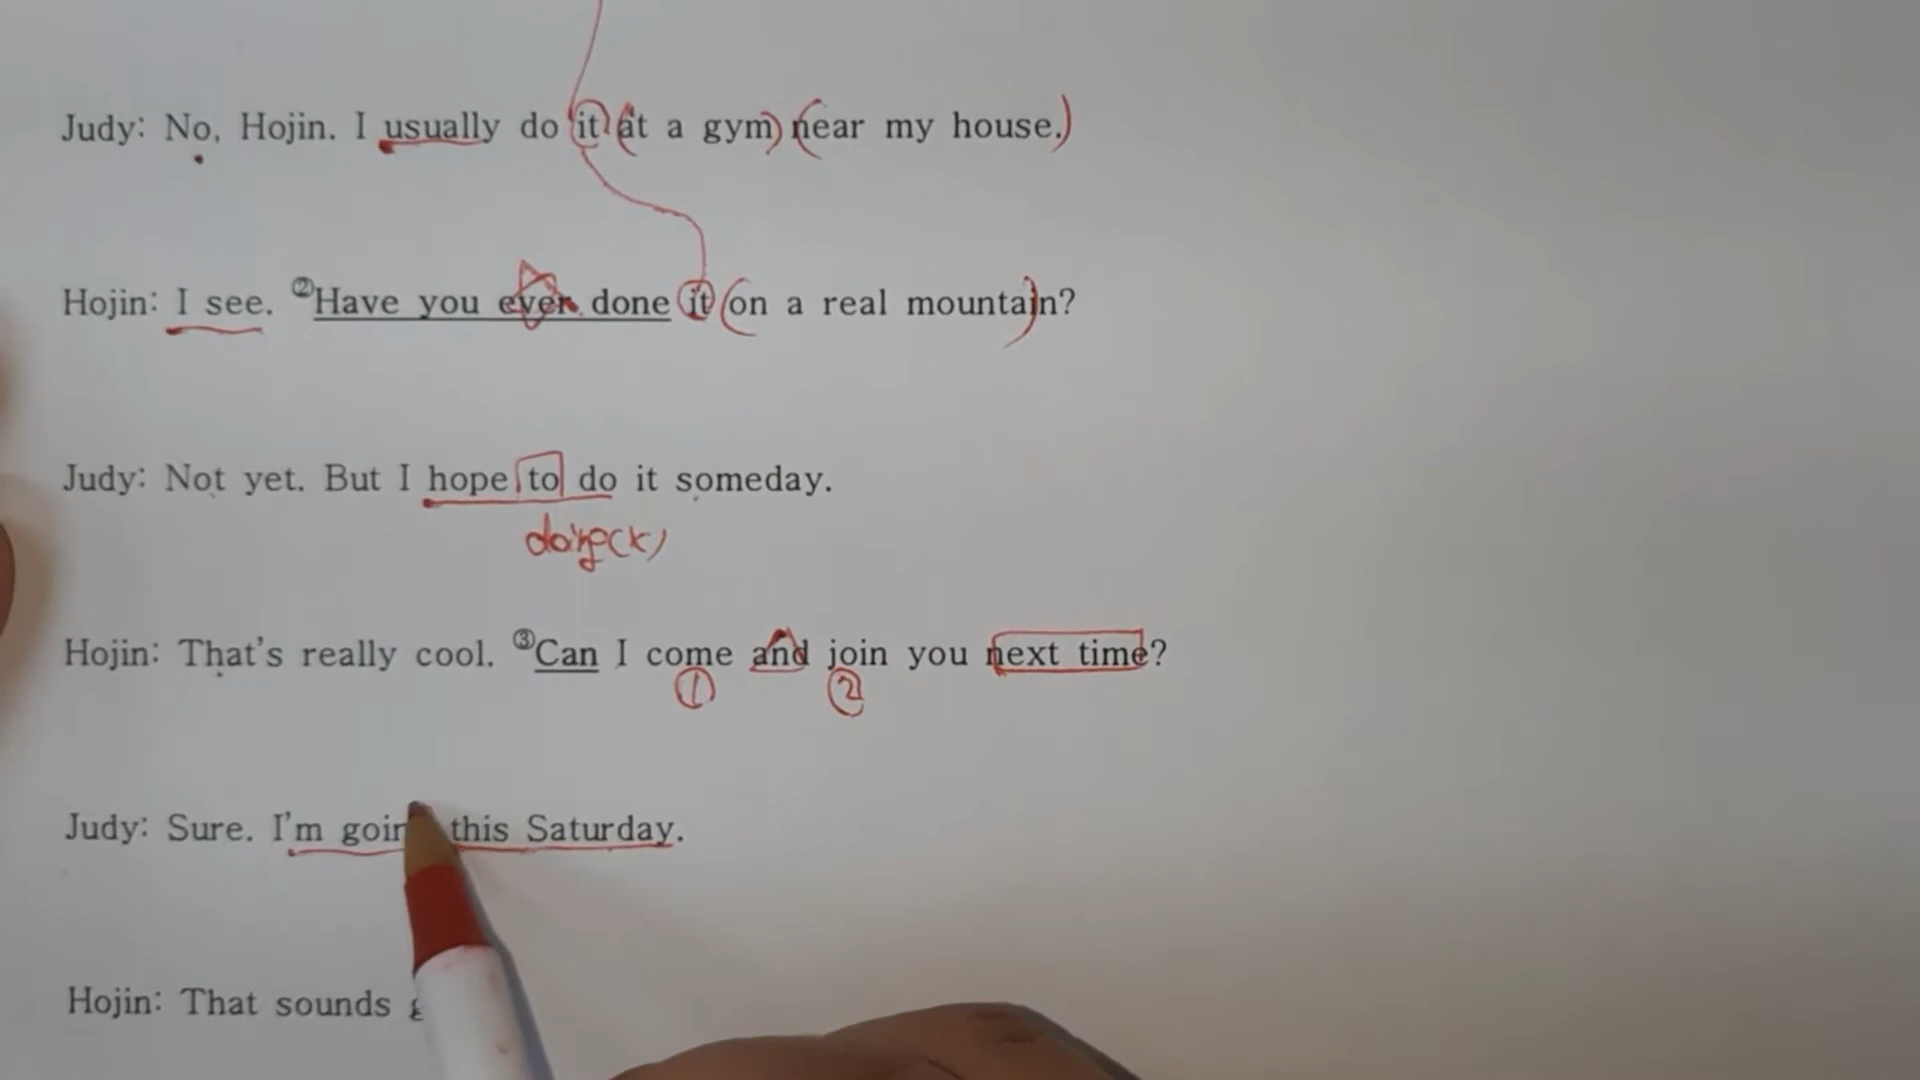 Judy: No, Hojin. I usually do it at a gym near my house.
Hojin: I see. ②Have you ever done it on a real mountain?
Judy: Not yet. But I hope to do it someday.
doing(x)
Hojin: That's really cool. ③Can I come and join you next time?
① ②
Judy: Sure. I'm this Saturday.
Hojin: That sounds